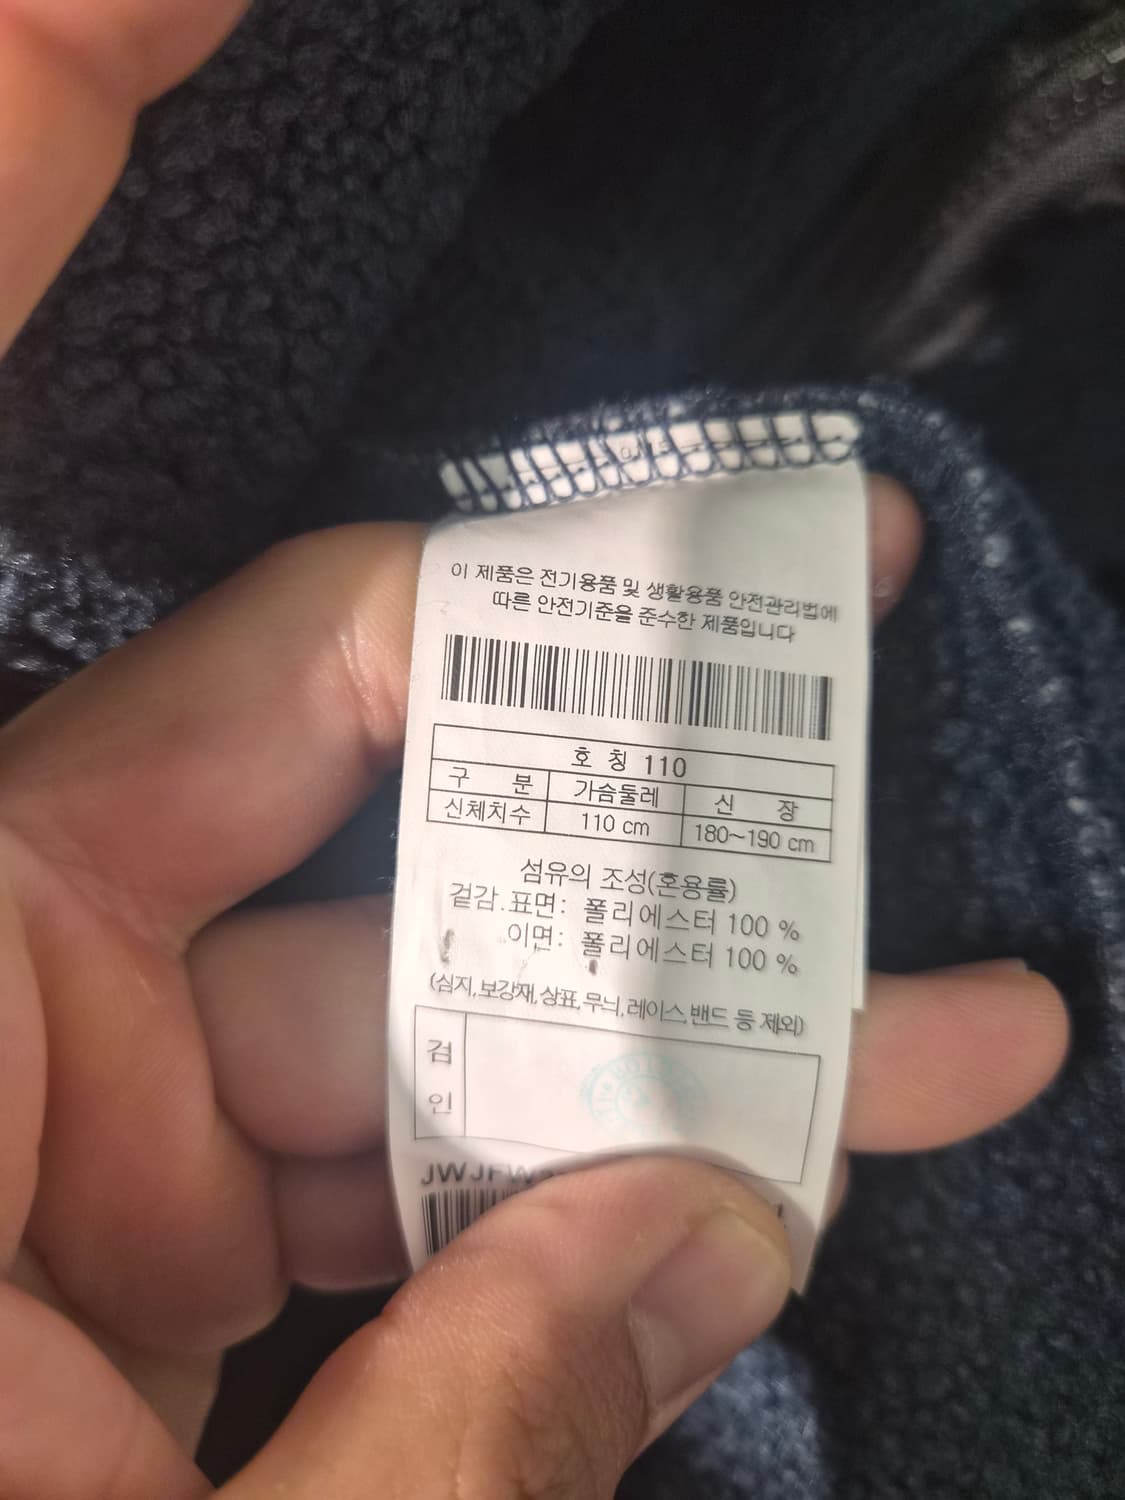 이 제품은 전기용품 및 생활용품 안전관리법에
따른 안전기준을 준수한 제품입니다
호 칭 110
구 분 가슴둘레 신 장
신체치수 110 cm 180~190 cm
섬유의 조성(혼용률)
겉감.표면: 폴리에스터 100 %
이면: 폴리에스터 100 %
(심지,보강재,상표,무늬,레이스,밴드 등 제외)
검
인
JWJFW